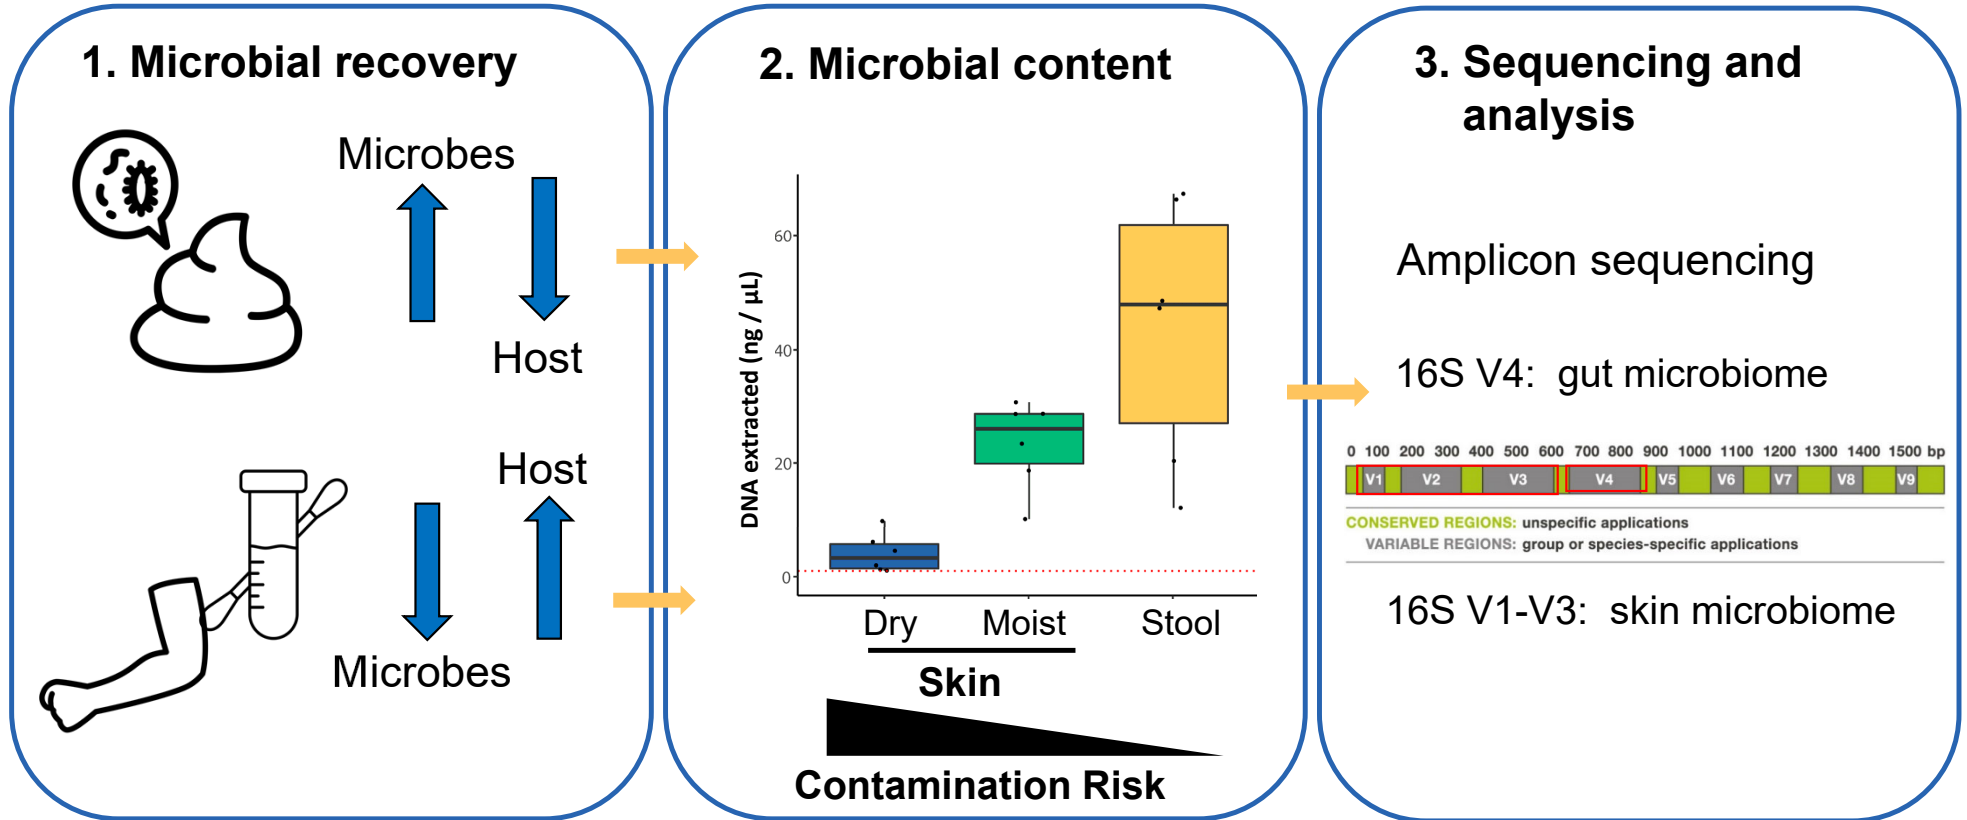 1. Microbial recovery
Microbes
Host
Host
Microbes
2. Microbial content
DNA extracted (ng / µL)
60
40
20
0
Dry
Moist
Stool
Skin
Contamination Risk
3. Sequencing and
analysis
Amplicon sequencing
16S V4: gut microbiome
0 100 200 300 400 500 600 700 800 900 1000 1100 1200 1300 1400 1500 bp
V1 V2 V3 V4 V5 V6 V7 V8 V9
CONSERVED REGIONS: unspecific applications
VARIABLE REGIONS: group or species-specific applications
16S V1-V3: skin microbiome